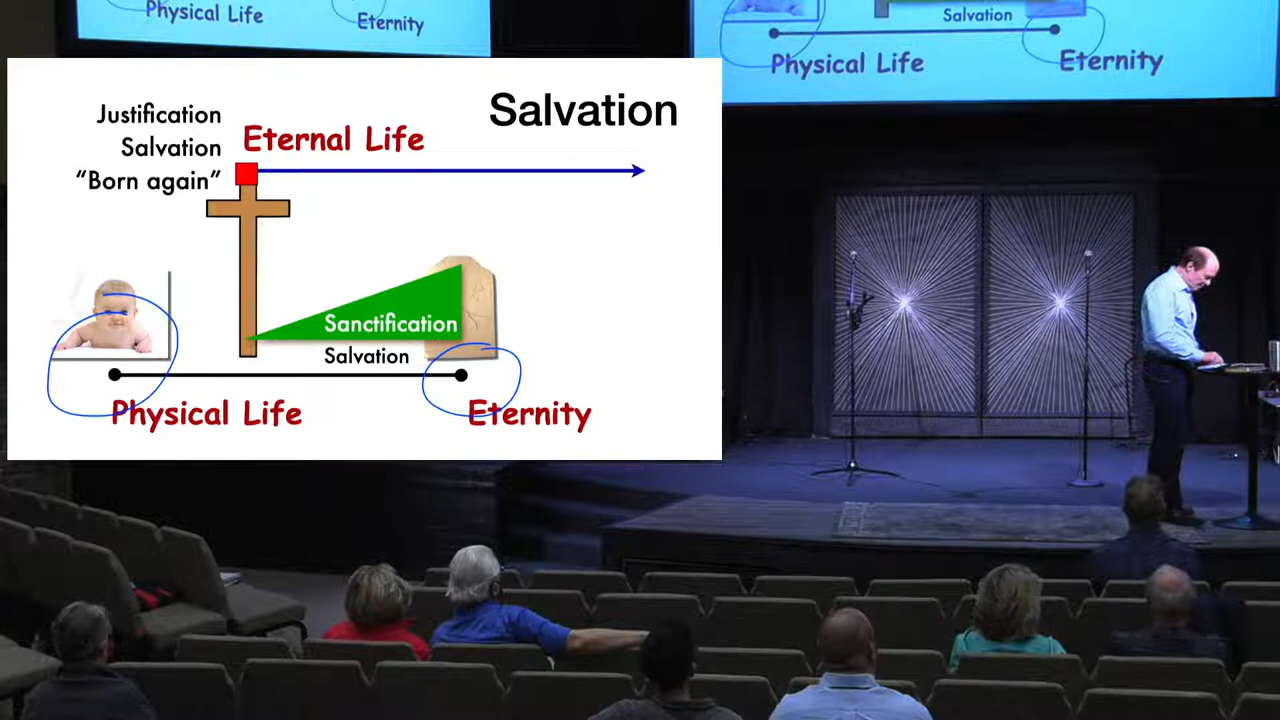 Physical Life
Eternity
Salvation
Physical Life
Eternity
Salvation
Justification
Salvation
“Born again”
Eternal Life
Sanctification
Salvation
Physical Life
Eternity